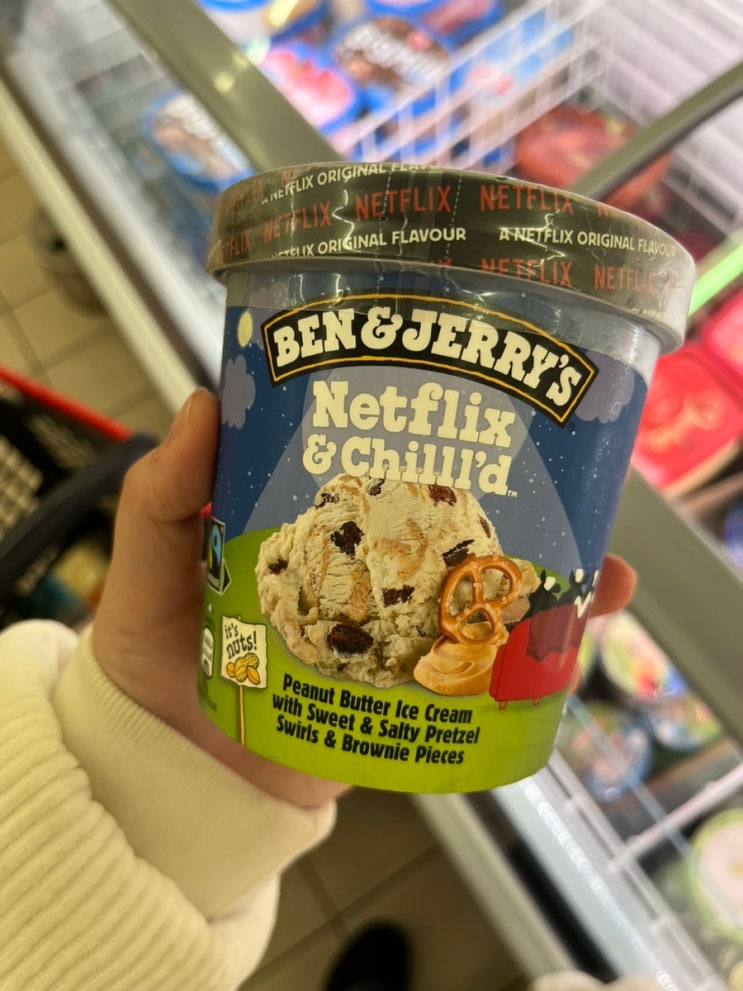 A NETFLIX ORIGINAL
NETFLIX NETFLIX NETFLIX
NETFLIX ORIGINAL FLAVOUR A NETFLIX ORIGINAL FLAVOUR
NETFLIX NETFLIX
BEN & JERRY'S
Netflix
& Chilll'd™
it's
nuts!
Peanut Butter Ice Cream
with Sweet & Salty Pretzel
Swirls & Brownie Pieces